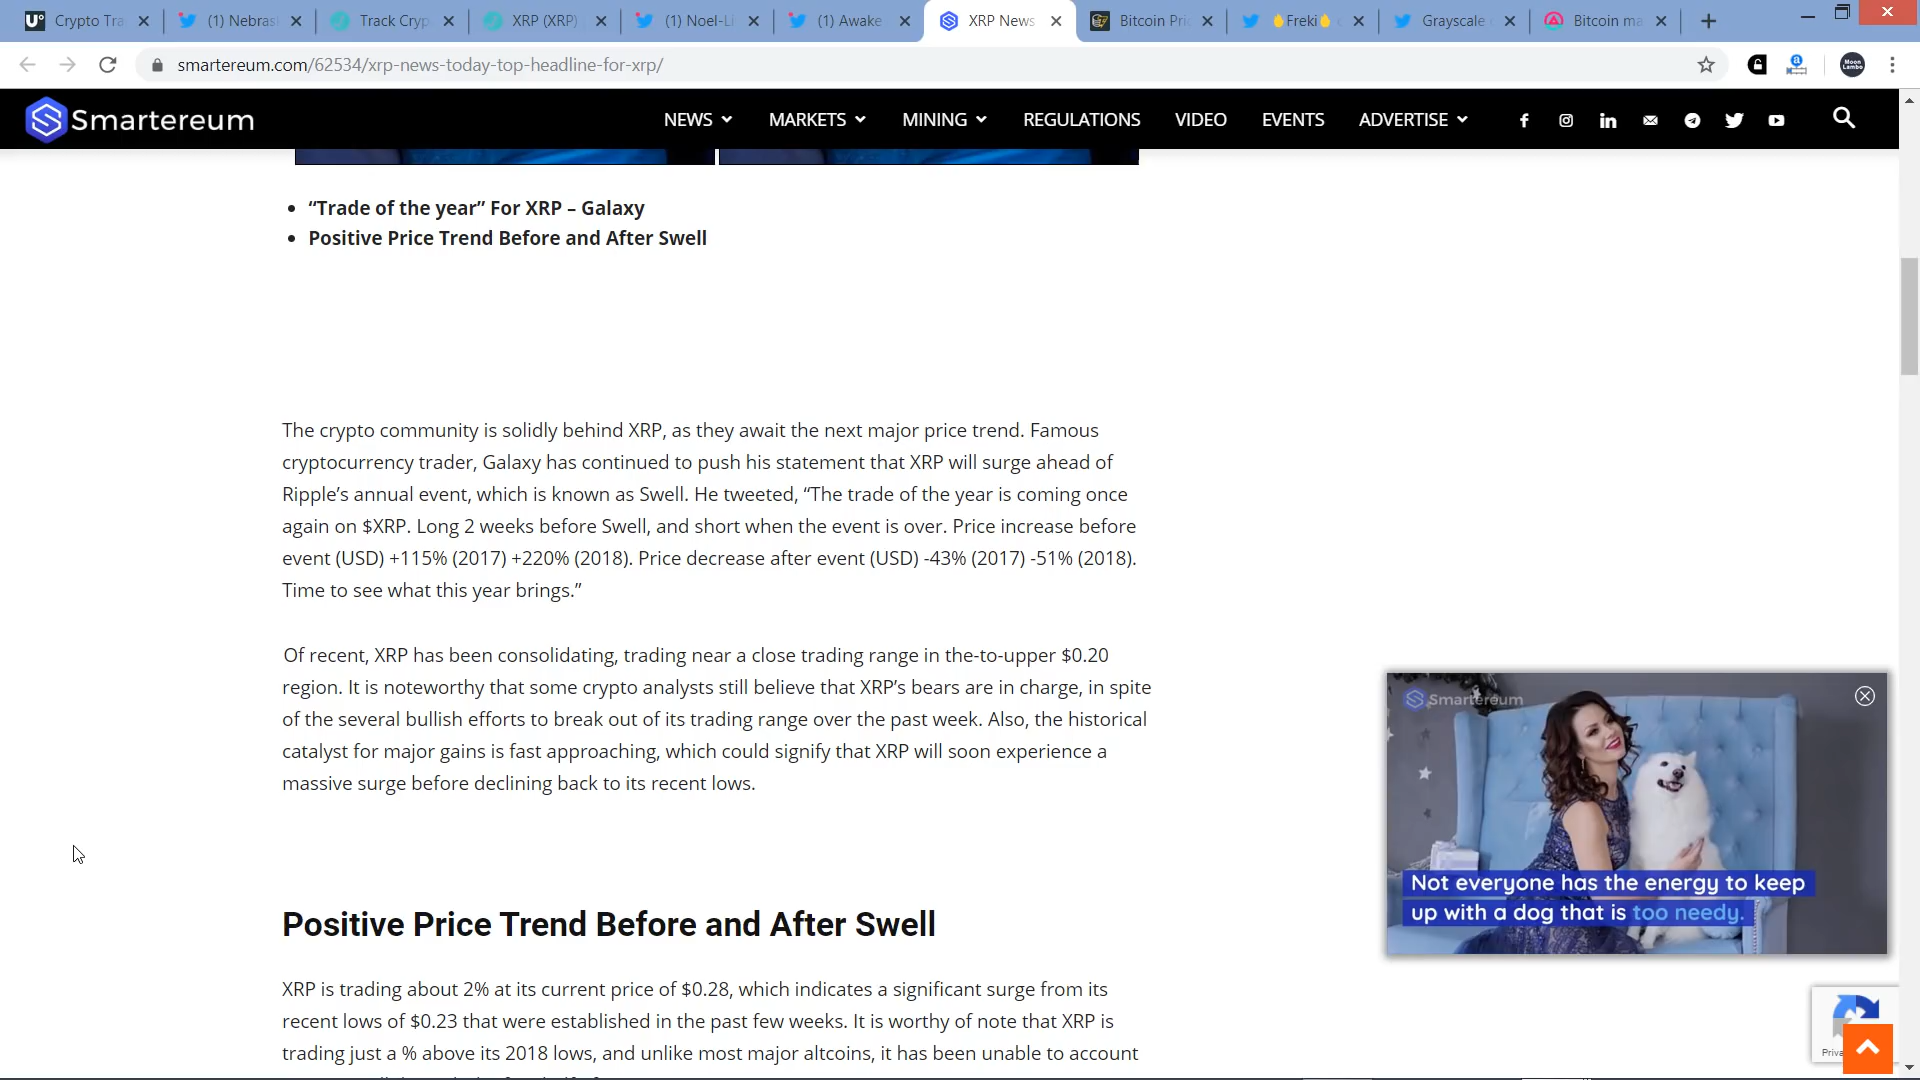 Crypto Tra
(1) Nebras
Track Cryp
XRP (XRP)
(1) Noel-Li
(1) Awake
XRP News
Bitcoin Pric
🔥Freki🔥
Grayscale
Bitcoin ma
smartereum.com/62534/xrp-news-today-top-headline-for-xrp/
Moon Lambo
Smartereum
NEWS
MARKETS
MINING
REGULATIONS
VIDEO
EVENTS
ADVERTISE
• “Trade of the year” For XRP – Galaxy
• Positive Price Trend Before and After Swell
The crypto community is solidly behind XRP, as they await the next major price trend. Famous
cryptocurrency trader, Galaxy has continued to push his statement that XRP will surge ahead of
Ripple’s annual event, which is known as Swell. He tweeted, “The trade of the year is coming once
again on $XRP. Long 2 weeks before Swell, and short when the event is over. Price increase before
event (USD) +115% (2017) +220% (2018). Price decrease after event (USD) -43% (2017) -51% (2018).
Time to see what this year brings.”
Of recent, XRP has been consolidating, trading near a close trading range in the-to-upper $0.20
region. It is noteworthy that some crypto analysts still believe that XRP’s bears are in charge, in spite
of the several bullish efforts to break out of its trading range over the past week. Also, the historical
catalyst for major gains is fast approaching, which could signify that XRP will soon experience a
massive surge before declining back to its recent lows.
Smartereum
Not everyone has the energy to keep
up with a dog that is too needy.
Positive Price Trend Before and After Swell
XRP is trading about 2% at its current price of $0.28, which indicates a significant surge from its
recent lows of $0.23 that were established in the past few weeks. It is worthy of note that XRP is
trading just a % above its 2018 lows, and unlike most major altcoins, it has been unable to account
Priva